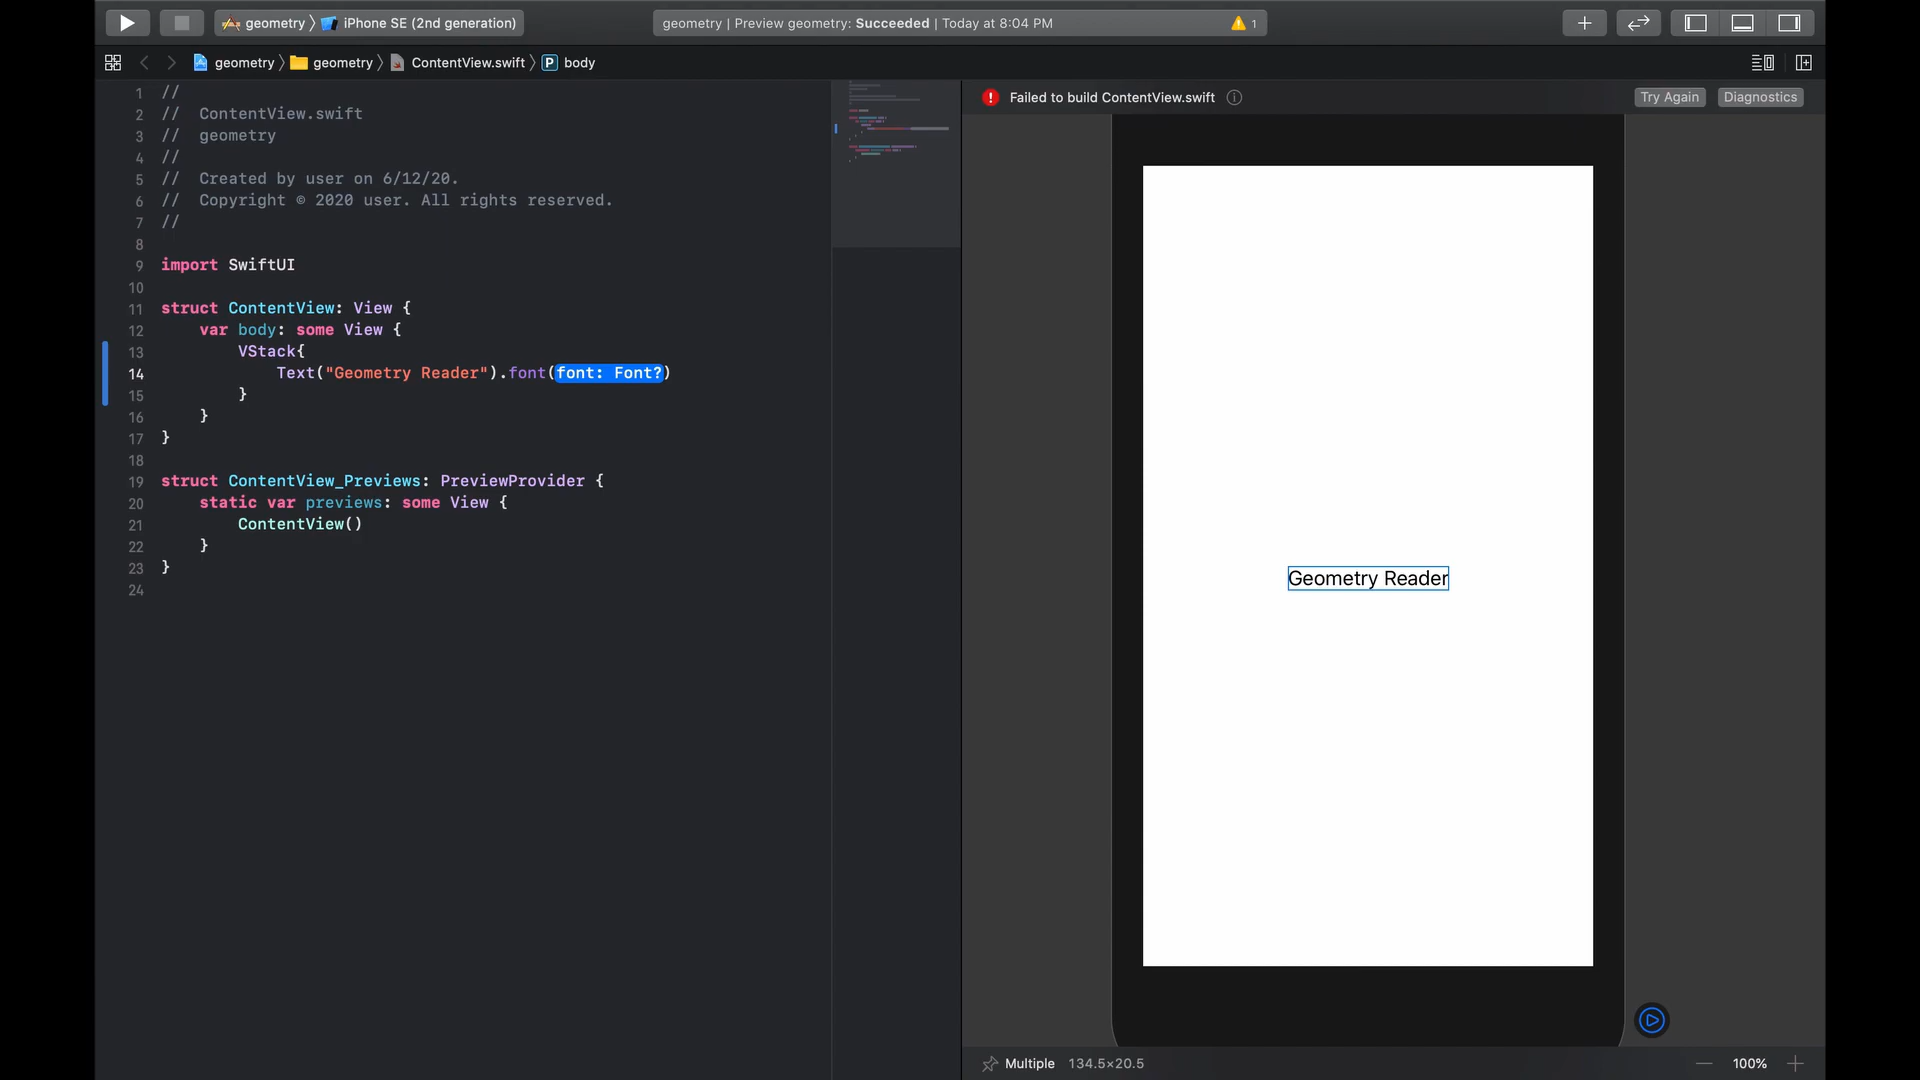 geometry 〉 iPhone SE (2nd generation)
geometry | Preview geometry: Succeeded | Today at 8:04 PM
1
geometry 〉 geometry 〉 ContentView.swift 〉 P body
Failed to build ContentView.swift
Try Again
Diagnostics
1 //
2 //  ContentView.swift
3 //  geometry
4 //
5 //  Created by user on 6/12/20.
6 //  Copyright © 2020 user. All rights reserved.
7 //
8
9 import SwiftUI
10
11 struct ContentView: View {
12     var body: some View {
13         VStack{
14             Text("Geometry Reader").font(font: Font?)
15         }
16     }
17 }
18
19 struct ContentView_Previews: PreviewProvider {
20     static var previews: some View {
21         ContentView()
22     }
23 }
24
Geometry Reader
Multiple 134.5×20.5
100%